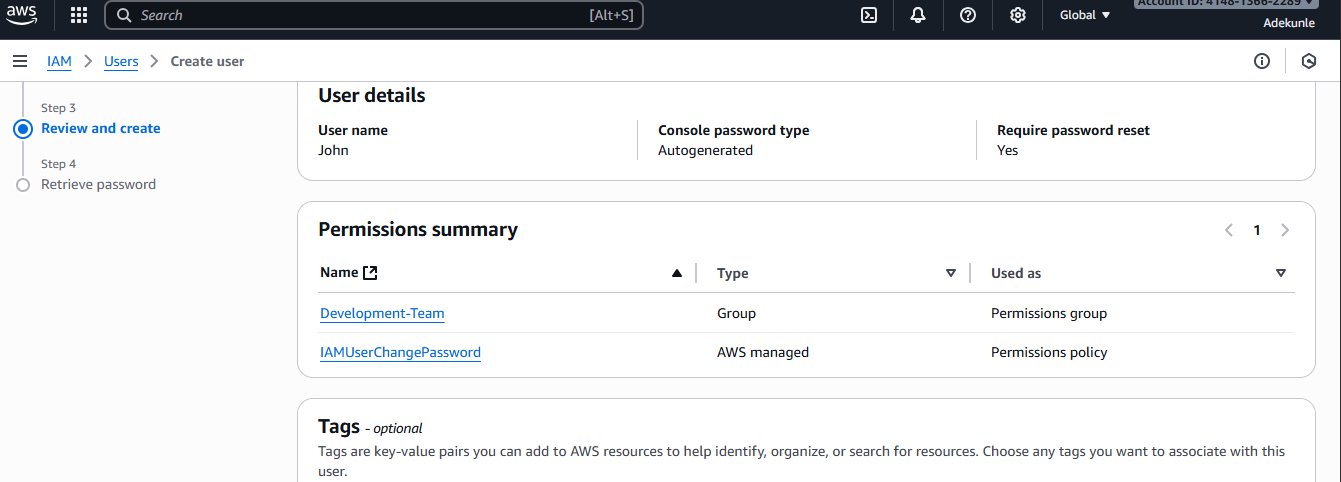 aws
Search
[Alt+S]
Global
Account ID: 4148-1366-2289
Adekunle
IAM > Users > Create user
Step 3
Review and create
Step 4
Retrieve password
User details
User name
John
Console password type
Autogenerated
Require password reset
Yes
Permissions summary
1
Name Type Used as
Development-Team Group Permissions group
IAMUserChangePassword AWS managed Permissions policy
Tags - optional
Tags are key-value pairs you can add to AWS resources to help identify, organize, or search for resources. Choose any tags you want to associate with this
user.